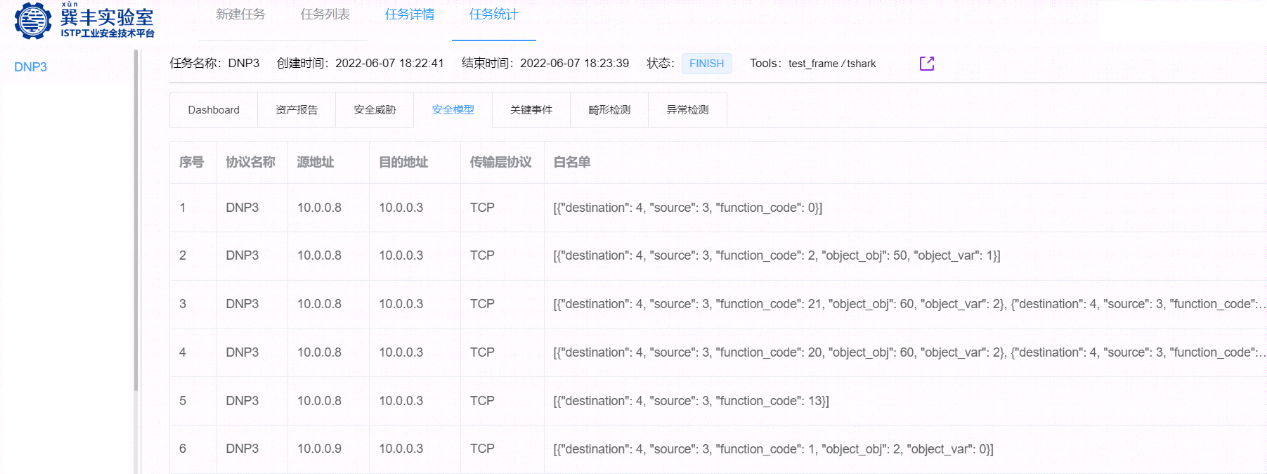 xùn
巽丰实验室
ISTP工业安全技术平台
新建任务 任务列表 任务详情 任务统计
DNP3
任务名称：DNP3 创建时间：2022-06-07 18:22:41 结束时间：2022-06-07 18:23:39 状态： FINISH Tools：test_frame / tshark
Dashboard 资产报告 安全威胁 安全模型 关键事件 畸形检测 异常检测
序号 协议名称 源地址 目的地址 传输层协议 白名单
1 DNP3 10.0.0.8 10.0.0.3 TCP [{"destination": 4, "source": 3, "function_code": 0}]
2 DNP3 10.0.0.8 10.0.0.3 TCP [{"destination": 4, "source": 3, "function_code": 2, "object_obj": 50, "object_var": 1}]
3 DNP3 10.0.0.8 10.0.0.3 TCP [{"destination": 4, "source": 3, "function_code": 21, "object_obj": 60, "object_var": 2}, {"destination": 4, "source": 3, "function_code":...
4 DNP3 10.0.0.8 10.0.0.3 TCP [{"destination": 4, "source": 3, "function_code": 20, "object_obj": 60, "object_var": 2}, {"destination": 4, "source": 3, "function_code":...
5 DNP3 10.0.0.8 10.0.0.3 TCP [{"destination": 4, "source": 3, "function_code": 13}]
6 DNP3 10.0.0.9 10.0.0.3 TCP [{"destination": 4, "source": 3, "function_code": 1, "object_obj": 2, "object_var": 0}]